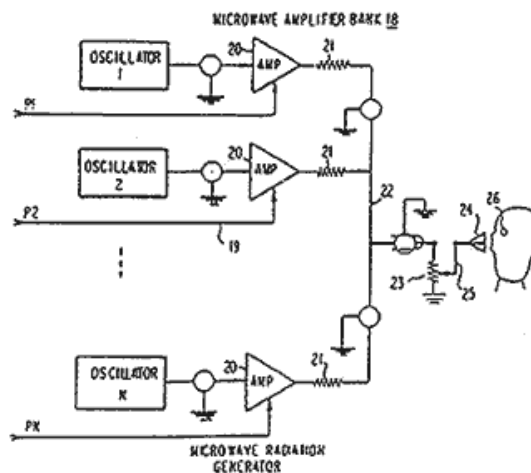 MICROWAVE AMPLIFIER BANK 18
OSCILLATOR
1
20
AMP
21
P1
OSCILLATOR
2
20
AMP
21
22
P2
19
24
26
23
25
OSCILLATOR
N
20
AMP
21
PN
MICROWAVE RADIATION
GENERATOR